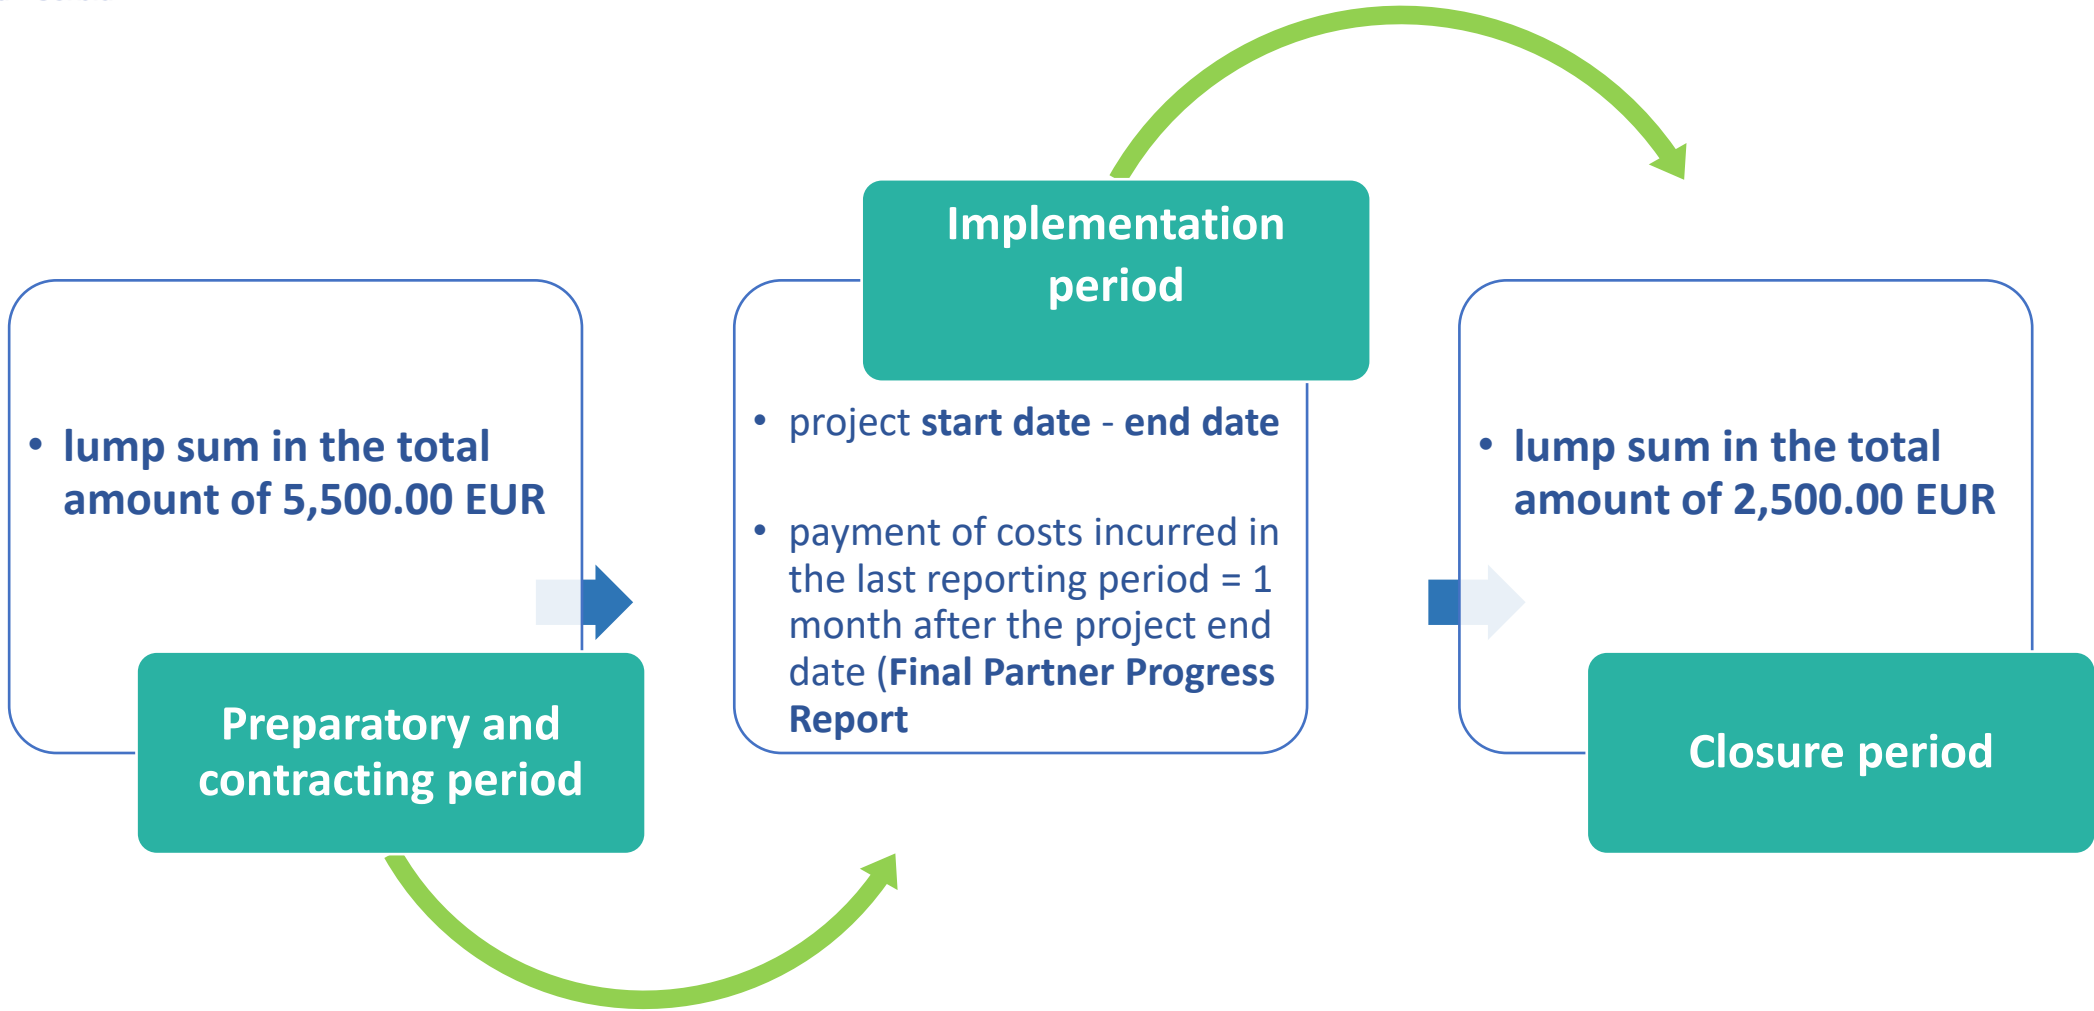 • lump sum in the total
amount of 5,500.00 EUR
Preparatory and
contracting period
Implementation
period
• project start date - end date
• payment of costs incurred in
the last reporting period = 1
month after the project end
date (Final Partner Progress
Report
• lump sum in the total
amount of 2,500.00 EUR
Closure period